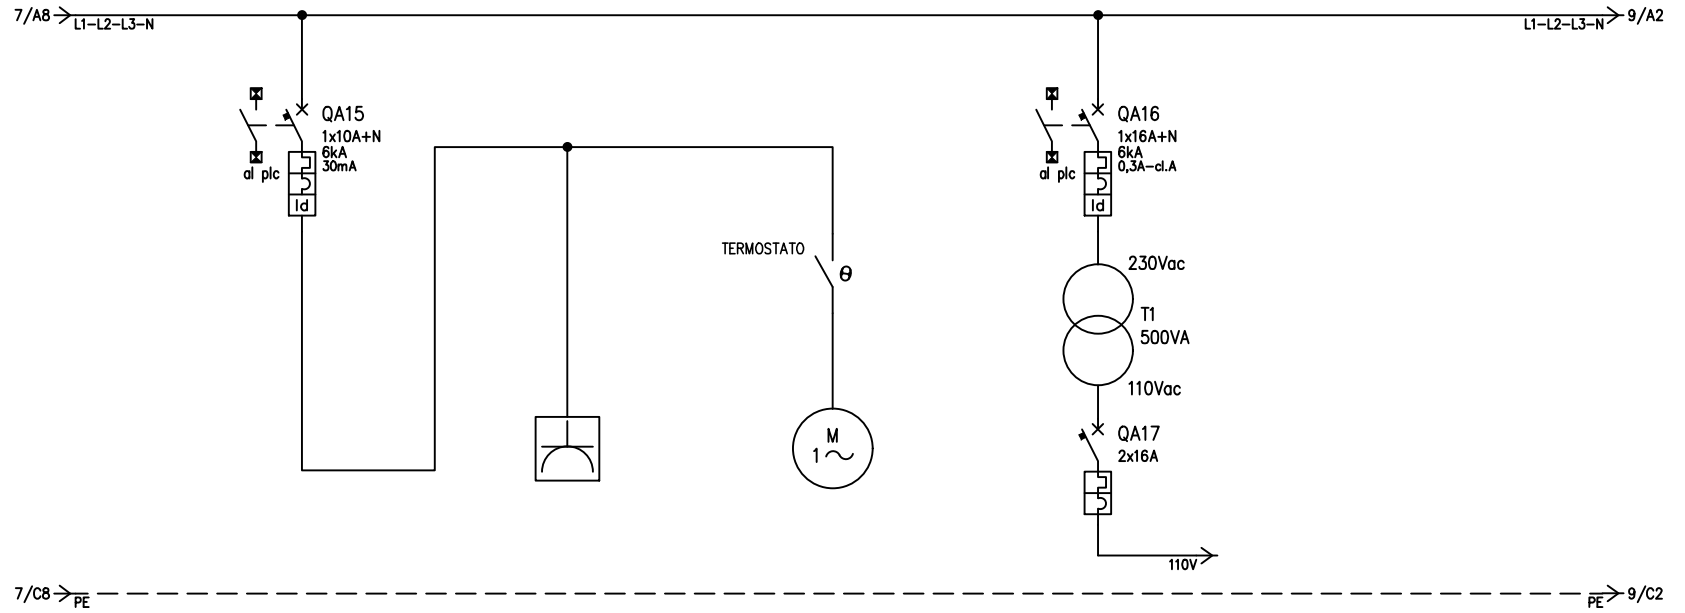 7/A8
L1-L2-L3-N
L1-L2-L3-N
9/A2
QA15
1x10A+N
6kA
30mA
al plc
Id
QA16
1x16A+N
6kA
0,3A-cl.A
al plc
Id
TERMOSTATO
θ
230Vac
T1
500VA
110Vac
M
1~
QA17
2x16A
110V
7/C8
PE
PE
9/C2